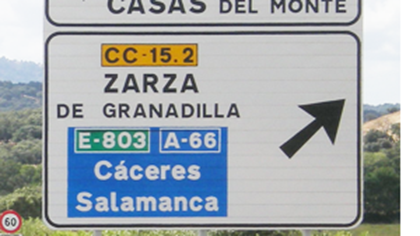 CASAS DEL MONTE
CC-15.2
ZARZA
DE GRANADILLA
E-803 A-66
Cáceres
Salamanca
60